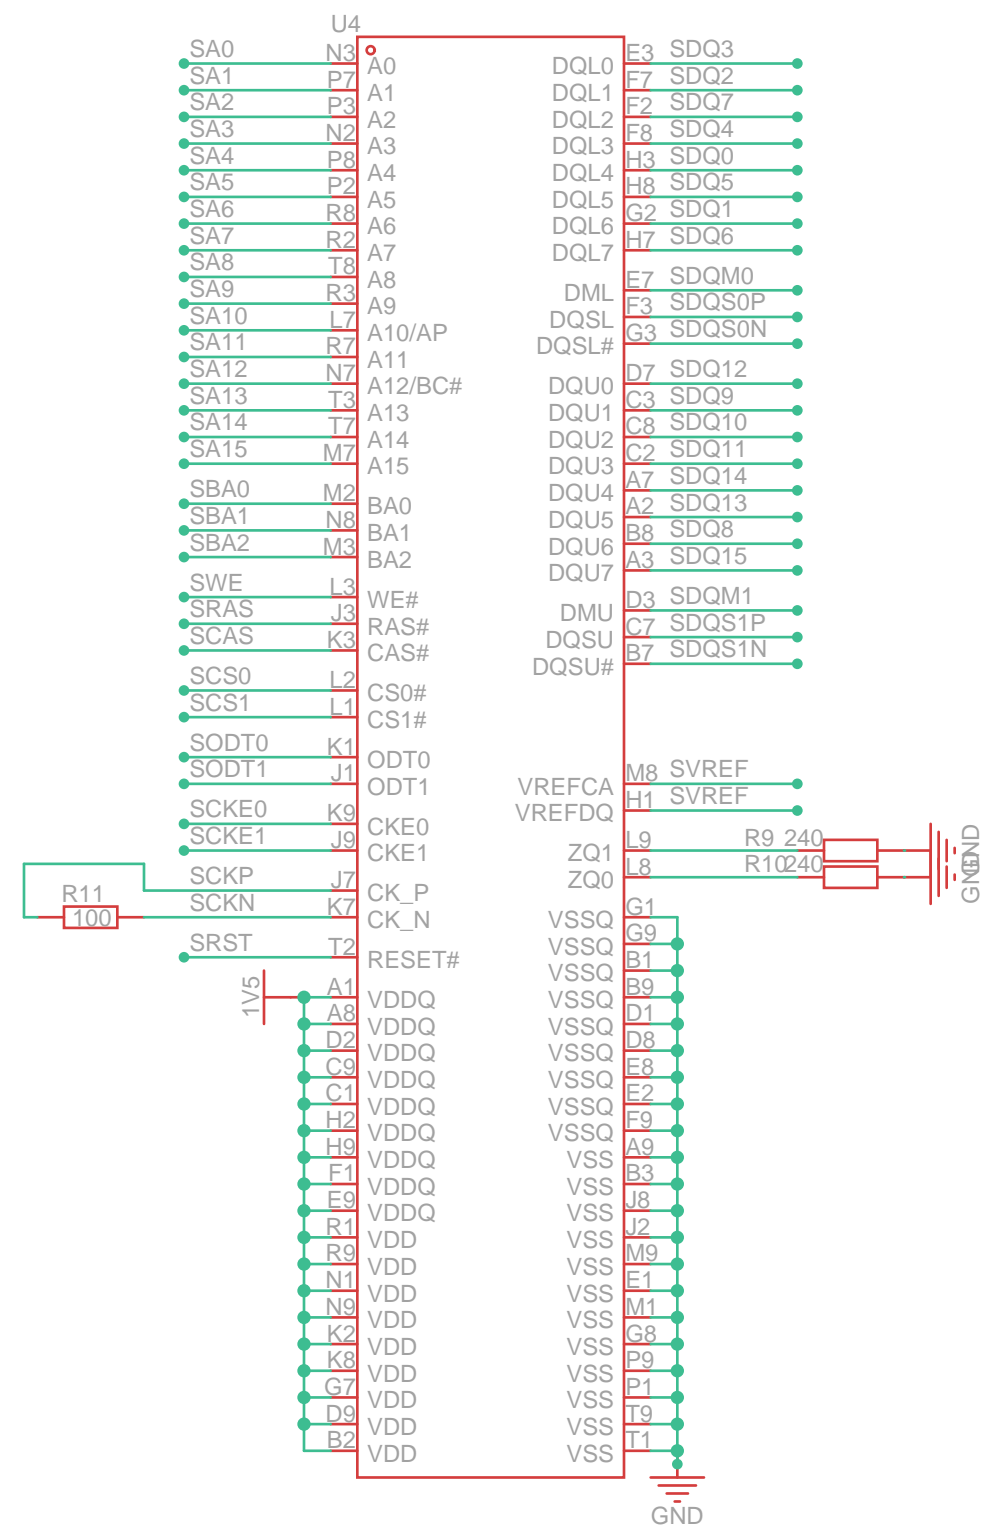 U4
SA0 N3 A0 DQL0 E3 SDQ3
SA1 P7 A1 DQL1 F7 SDQ2
SA2 P3 A2 DQL2 F2 SDQ7
SA3 N2 A3 DQL3 F8 SDQ4
SA4 P8 A4 DQL4 H3 SDQ0
SA5 P2 A5 DQL5 H8 SDQ5
SA6 R8 A6 DQL6 G2 SDQ1
SA7 R2 A7 DQL7 H7 SDQ6
SA8 T8 A8 DML E7 SDQM0
SA9 R3 A9 DQSL F3 SDQS0P
SA10 L7 A10/AP DQSL# G3 SDQS0N
SA11 R7 A11
SA12 N7 A12/BC# DQU0 D7 SDQ12
SA13 T3 A13 DQU1 C3 SDQ9
SA14 T7 A14 DQU2 C8 SDQ10
SA15 M7 A15 DQU3 C2 SDQ11
DQU4 A7 SDQ14
SBA0 M2 BA0 DQU5 A2 SDQ13
SBA1 N8 BA1 DQU6 B8 SDQ8
SBA2 M3 BA2 DQU7 A3 SDQ15
SWE L3 WE# DMU D3 SDQM1
SRAS J3 RAS# DQSU C7 SDQS1P
SCAS K3 CAS# DQSU# B7 SDQS1N
SCS0 L2 CS0#
SCS1 L1 CS1#
SODT0 K1 ODT0
SODT1 J1 ODT1 VREFCA M8 SVREF
SCKE0 K9 CKE0 VREFDQ H1 SVREF
SCKE1 J9 CKE1 ZQ1 L9 R9 240 GND
SCKP J7 CK_P ZQ0 L8 R10 240 GND
R11 100 SCKN K7 CK_N VSSQ G1
VSSQ G9
SRST T2 RESET# VSSQ B1
1V5 A1 VDDQ VSSQ B9
A8 VDDQ VSSQ D1
D2 VDDQ VSSQ D8
C9 VDDQ VSSQ E8
C1 VDDQ VSSQ E2
H2 VDDQ VSSQ F9
H9 VDDQ VSS A9
F1 VDDQ VSS B3
E9 VDDQ VSS J8
R1 VDD VSS J2
R9 VDD VSS M9
N1 VDD VSS E1
N9 VDD VSS M1
K2 VDD VSS G8
K8 VDD VSS P9
G7 VDD VSS P1
D9 VDD VSS T9
B2 VDD VSS T1
GND